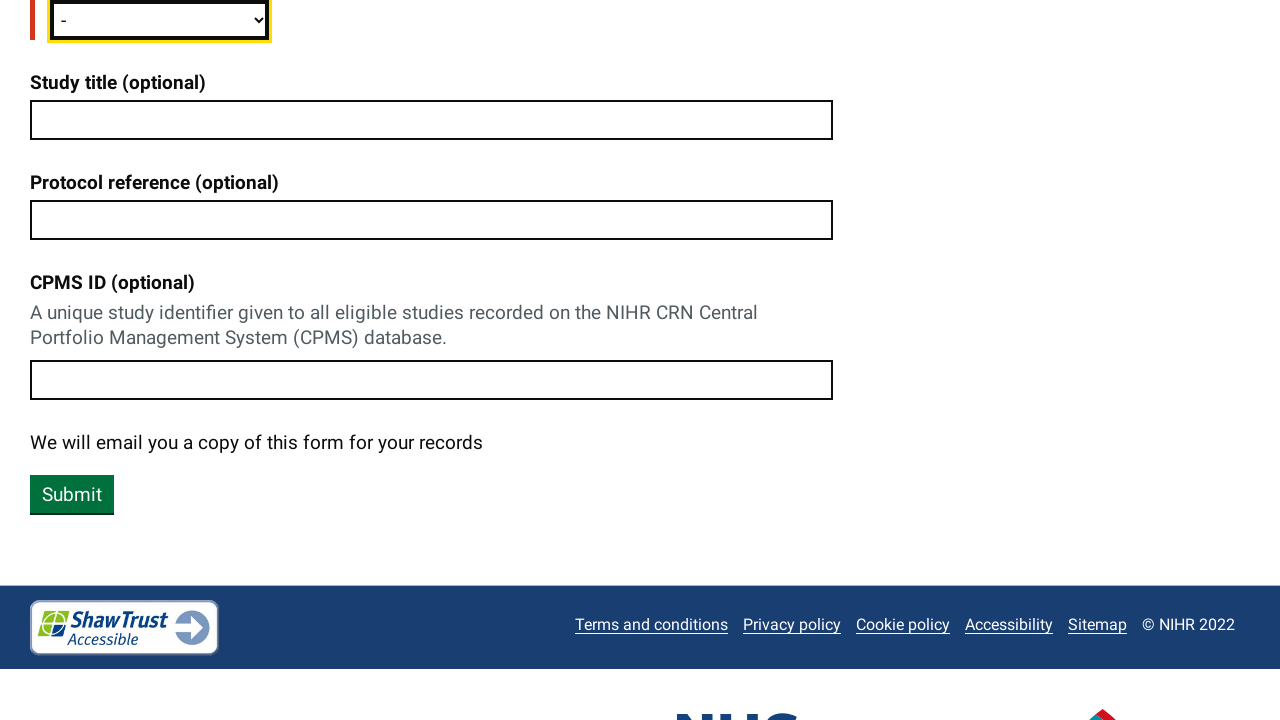 -
Study title (optional)
Protocol reference (optional)
CPMS ID (optional)
A unique study identifier given to all eligible studies recorded on the NIHR CRN Central
Portfolio Management System (CPMS) database.
We will email you a copy of this form for your records
Submit
ShawTrust
Accessible
Terms and conditions Privacy policy Cookie policy Accessibility Sitemap © NIHR 2022
NHS